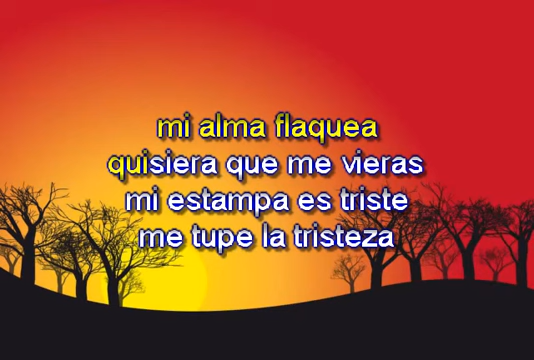 mi alma flaquea
quisiera que me vieras
mi estampa es triste
me tupe la tristeza